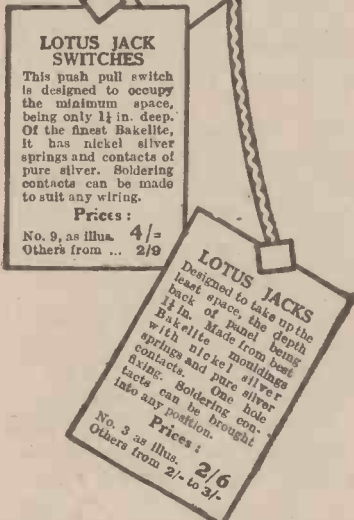 LOTUS JACK
SWITCHES
This push pull switch
is designed to occupy
the minimum space,
being only 1¼ in. deep.
Of the finest Bakelite,
it has nickel silver
springs and contacts of
pure silver. Soldering
contacts can be made
to suit any wiring.
Prices :
No. 9, as illus. 4/=
Others from ... 2/9
LOTUS JACKS
Designed to take up the
least space, the depth
back of panel being
1¼ in. Made from best
Bakelite mouldings
with nickel silver
springs and pure silver
contacts. One hole
fixing. Soldering con-
tacts can be brought
into any position.
Prices :
No. 3 as illus. 2/6
Others from 2/- to 3/-